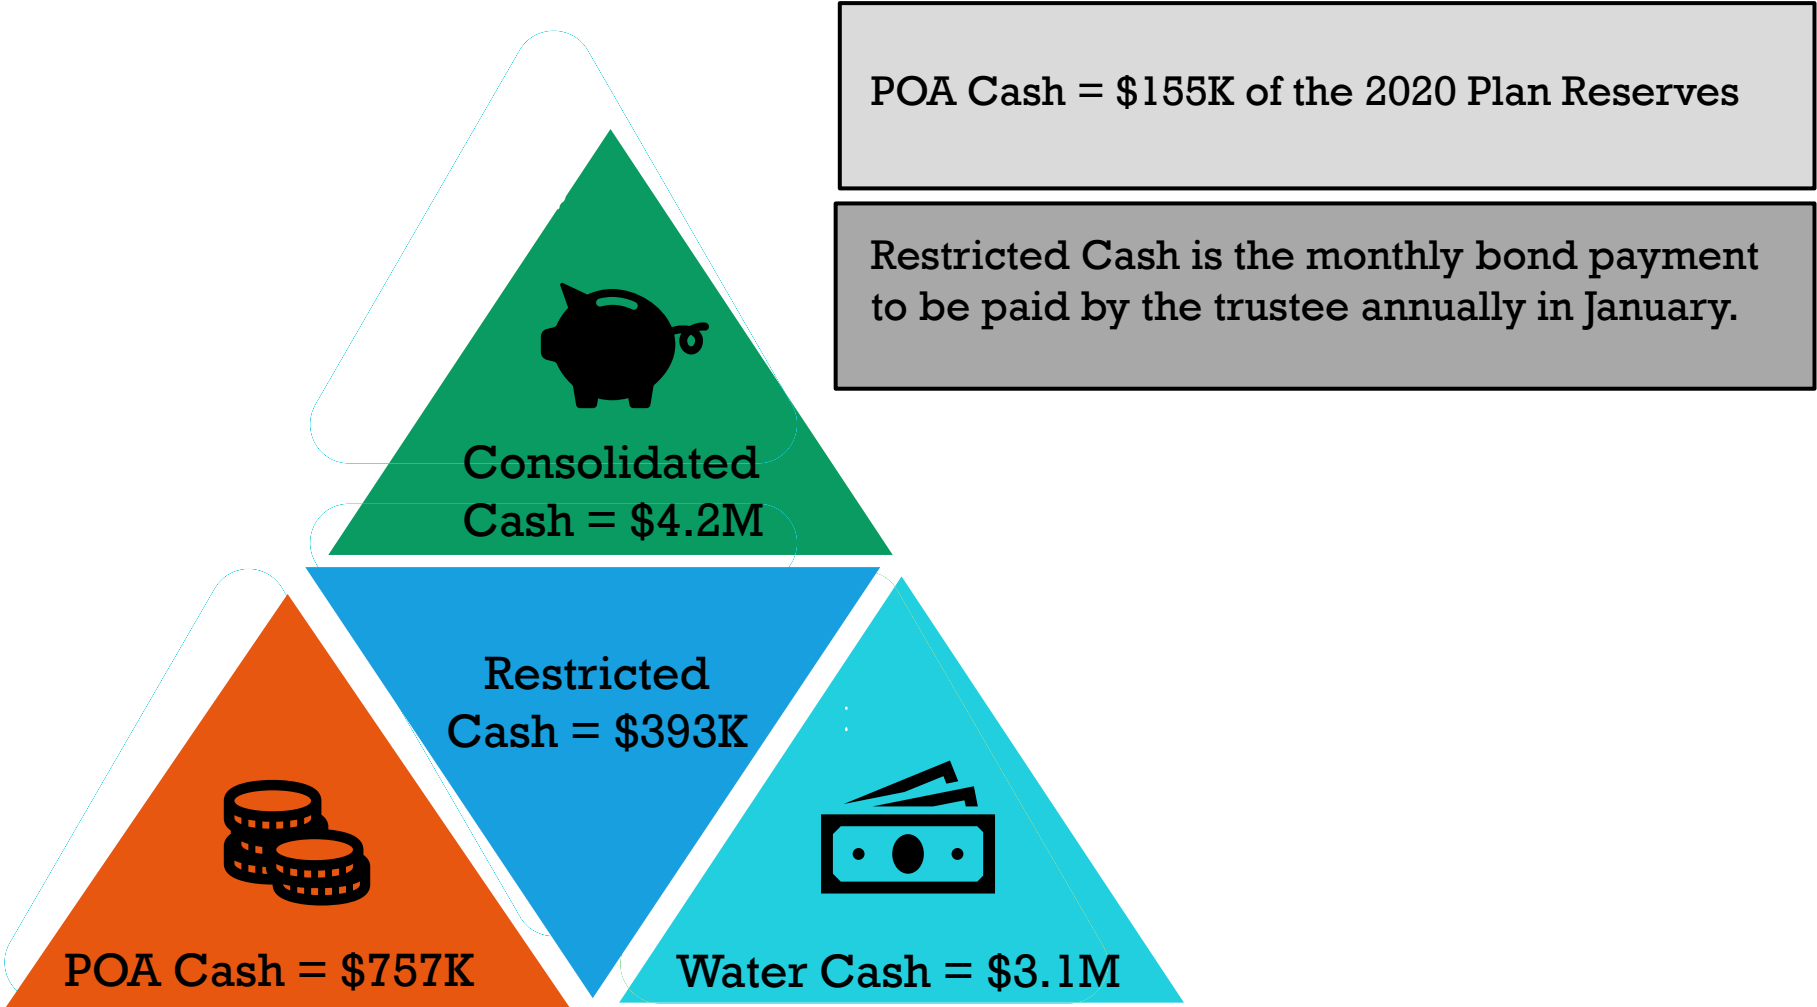 POA Cash = $155K of the 2020 Plan Reserves
Restricted Cash is the monthly bond payment
to be paid by the trustee annually in January.
Consolidated
Cash = $4.2M
Restricted
Cash = $393K
POA Cash = $757K
Water Cash = $3.1M